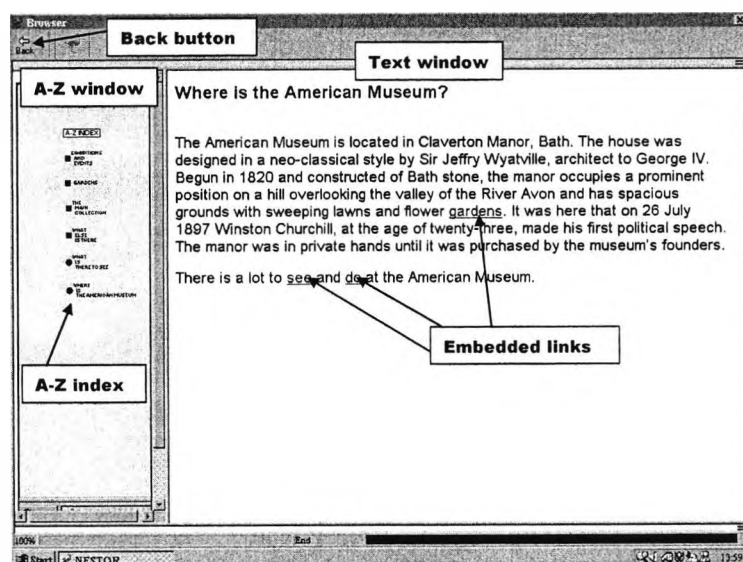 Browser
Back
Back button
A-Z window
Text window
Where is the American Museum?
A-Z INDEX
EXHIBITIONS
AND
EVENTS
GARDENS
THE
MAIN
COLLECTION
WHAT
ELSE
IS THERE
WHAT
IS
THERE TO SEE
WHERE
IS
THE AMERICAN MUSEUM
The American Museum is located in Claverton Manor, Bath. The house was
designed in a neo-classical style by Sir Jeffry Wyatville, architect to George IV.
Begun in 1820 and constructed of Bath stone, the manor occupies a prominent
position on a hill overlooking the valley of the River Avon and has spacious
grounds with sweeping lawns and flower gardens. It was here that on 26 July
1897 Winston Churchill, at the age of twenty-three, made his first political speech.
The manor was in private hands until it was purchased by the museum's founders.
There is a lot to see and do at the American Museum.
Embedded links
A-Z index
100%
End
Start
NESTOR
13:59